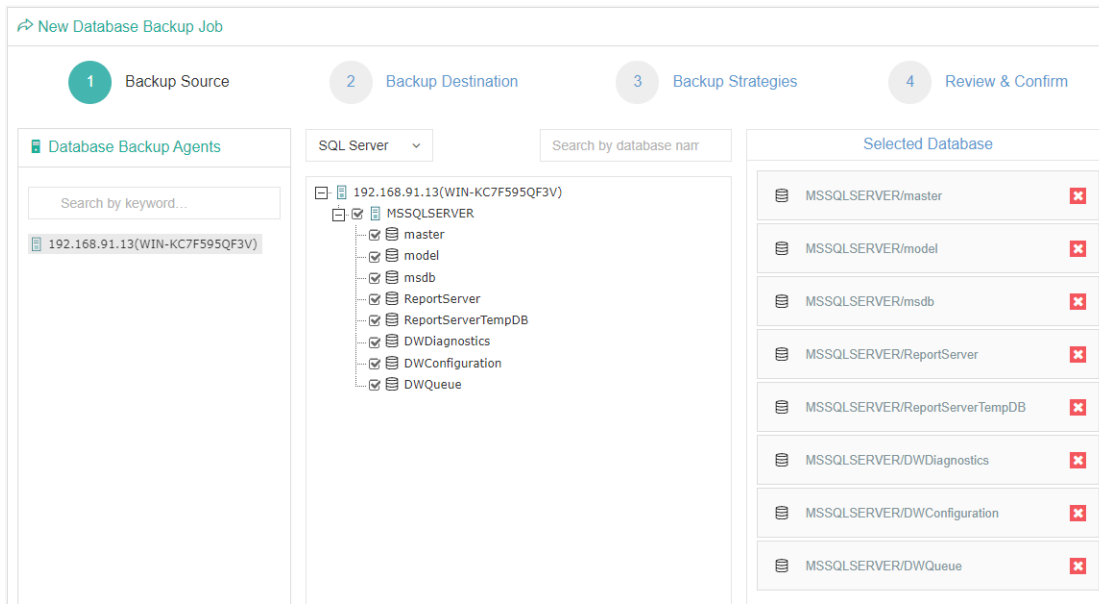 New Database Backup Job
1 Backup Source
2 Backup Destination
3 Backup Strategies
4 Review & Confirm
Database Backup Agents
Search by keyword...
192.168.91.13(WIN-KC7F595QF3V)
SQL Server
Search by database nam
192.168.91.13(WIN-KC7F595QF3V)
MSSQLSERVER
master
model
msdb
ReportServer
ReportServerTempDB
DWDiagnostics
DWConfiguration
DWQueue
Selected Database
MSSQLSERVER/master
MSSQLSERVER/model
MSSQLSERVER/msdb
MSSQLSERVER/ReportServer
MSSQLSERVER/ReportServerTempDB
MSSQLSERVER/DWDiagnostics
MSSQLSERVER/DWConfiguration
MSSQLSERVER/DWQueue